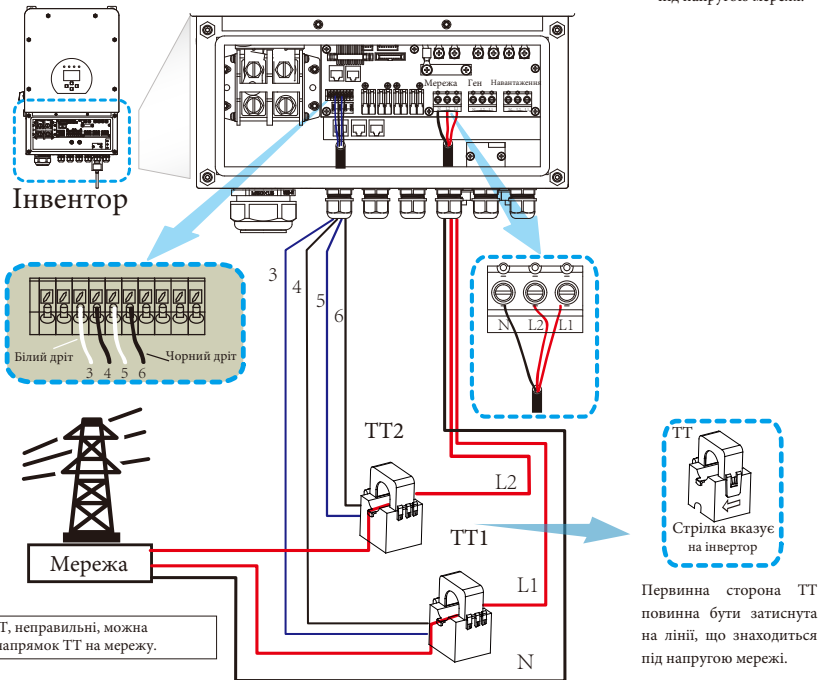 під напругою мережі.
Мережа Ген Навантаження
Інвентор
3
4
5
6
Білий дріт
Чорний дріт
3 4 5 6
N L2 L1
ТТ2
L2
ТТ
Стрілка вказує
на інвертор
ТТ1
Мережа
L1
Первинна сторона ТТ
повинна бути затиснута
на лінії, що знаходиться
під напругою мережі.
Т, неправильні, можна
напрямок ТТ на мережу.
N